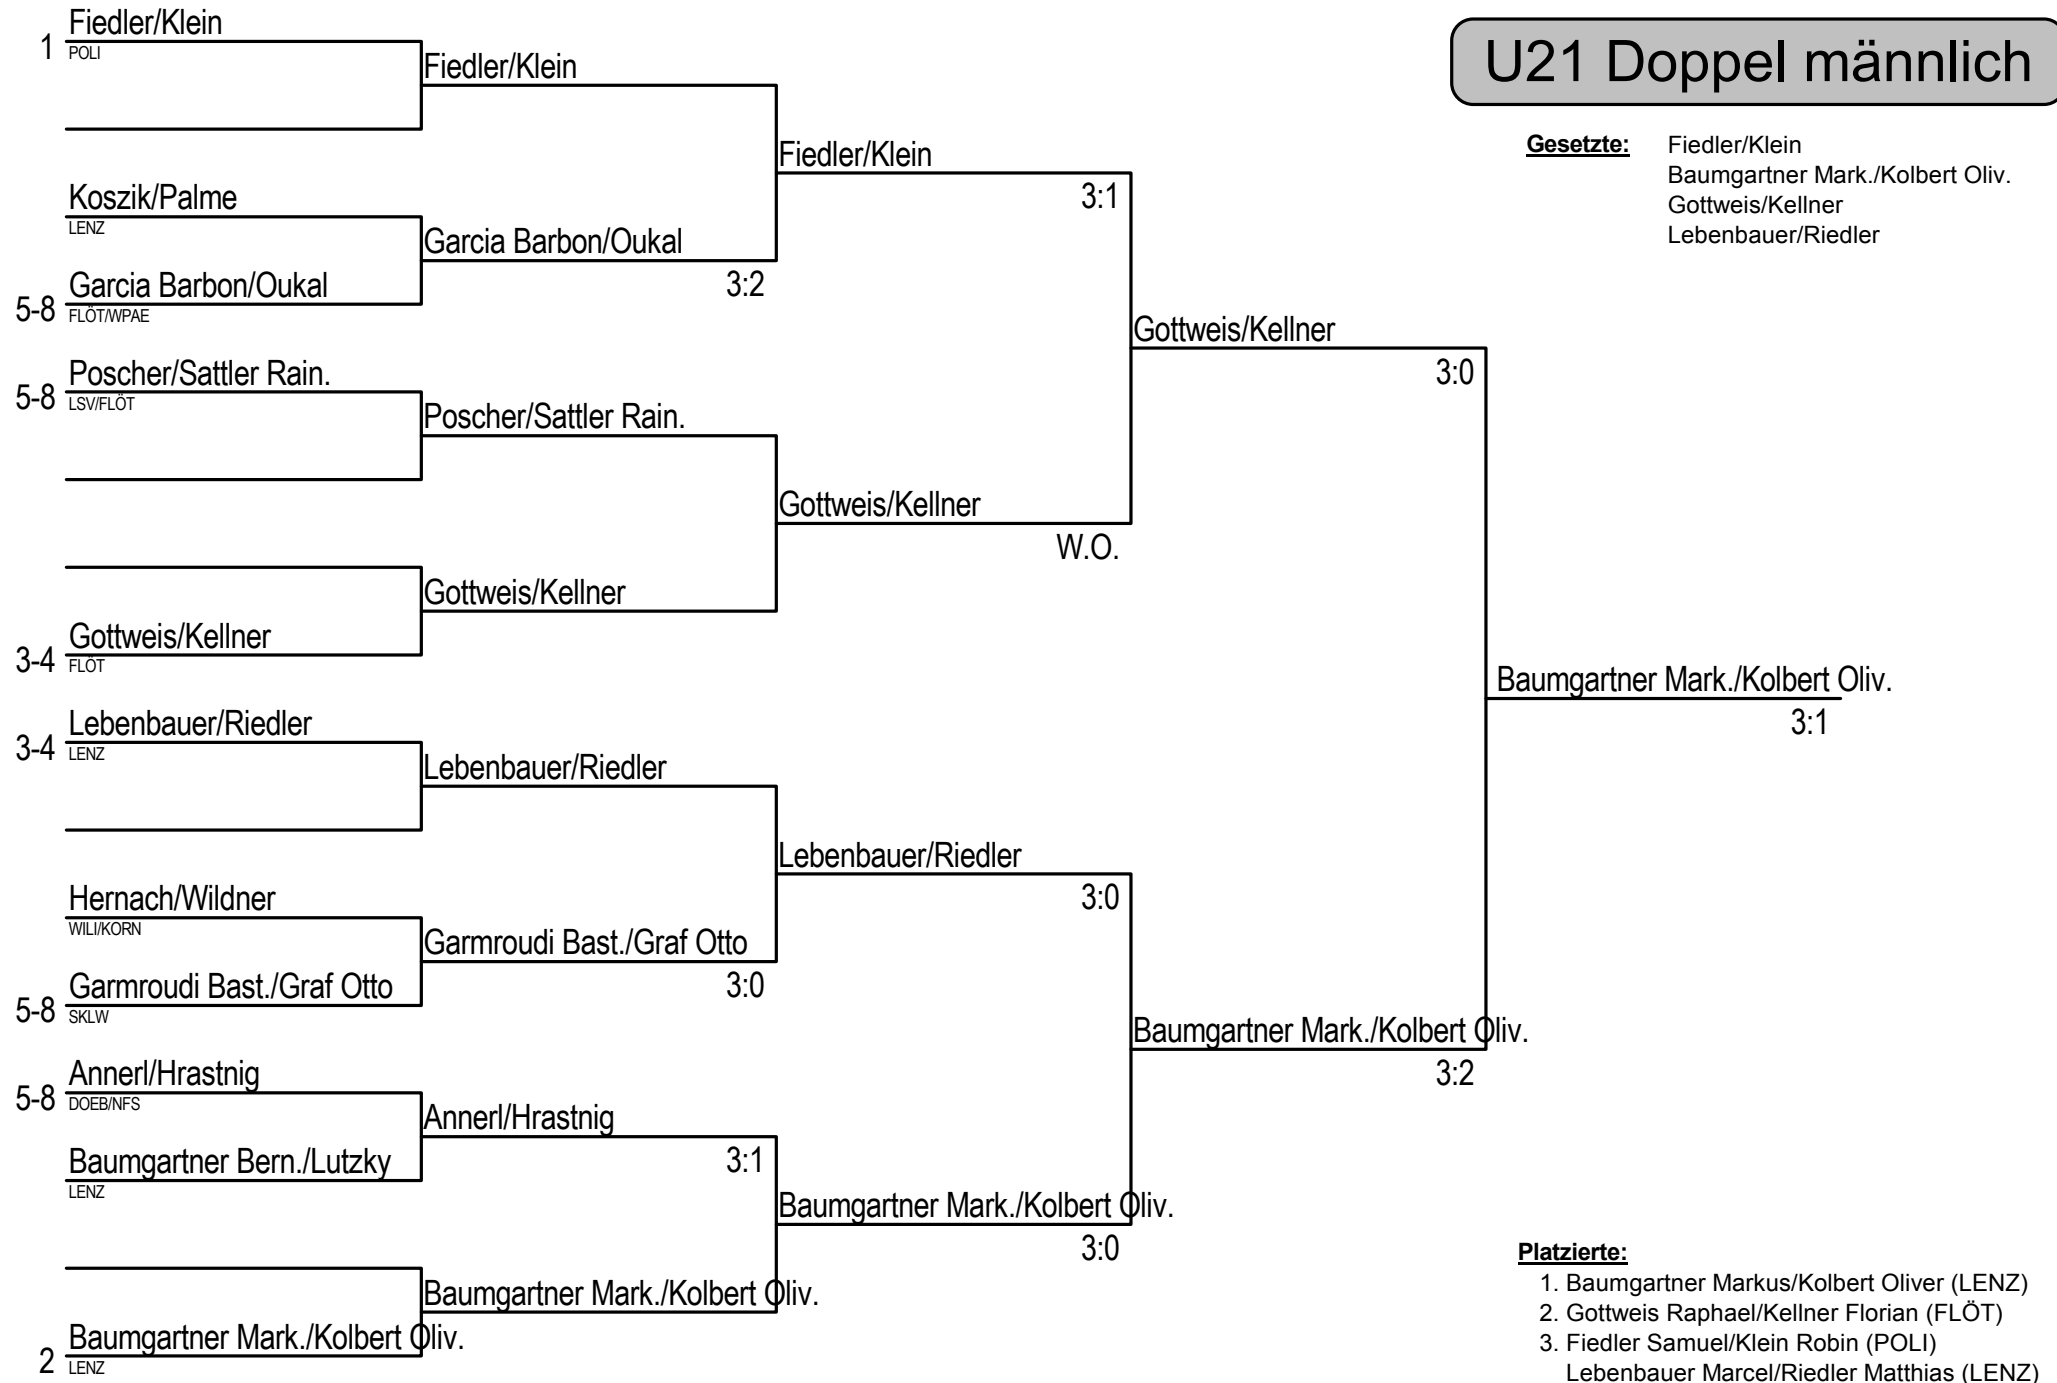 U21 Doppel männlich
Gesetzte: Fiedler/Klein
Baumgartner Mark./Kolbert Oliv.
Gottweis/Kellner
Lebenbauer/Riedler
1 Fiedler/Klein
POLI
Koszik/Palme
LENZ
5-8 Garcia Barbon/Oukal
FLÖT/WPAE
5-8 Poscher/Sattler Rain.
LSV/FLÖT
3-4 Gottweis/Kellner
FLÖT
3-4 Lebenbauer/Riedler
LENZ
Hernach/Wildner
WILI/KORN
5-8 Garmroudi Bast./Graf Otto
SKLW
5-8 Annerl/Hrastnig
DOEB/NFS
Baumgartner Bern./Lutzky
LENZ
2 Baumgartner Mark./Kolbert Oliv.
LENZ
Fiedler/Klein
Garcia Barbon/Oukal
3:2
Poscher/Sattler Rain.
Gottweis/Kellner
Lebenbauer/Riedler
Garmroudi Bast./Graf Otto
3:0
Annerl/Hrastnig
3:1
Baumgartner Mark./Kolbert Oliv.
Fiedler/Klein
3:1
Gottweis/Kellner
W.O.
Lebenbauer/Riedler
3:0
Baumgartner Mark./Kolbert Oliv.
3:0
Gottweis/Kellner
3:0
Baumgartner Mark./Kolbert Oliv.
3:2
Baumgartner Mark./Kolbert Oliv.
3:1
Platzierte:
1. Baumgartner Markus/Kolbert Oliver (LENZ)
2. Gottweis Raphael/Kellner Florian (FLÖT)
3. Fiedler Samuel/Klein Robin (POLI)
Lebenbauer Marcel/Riedler Matthias (LENZ)